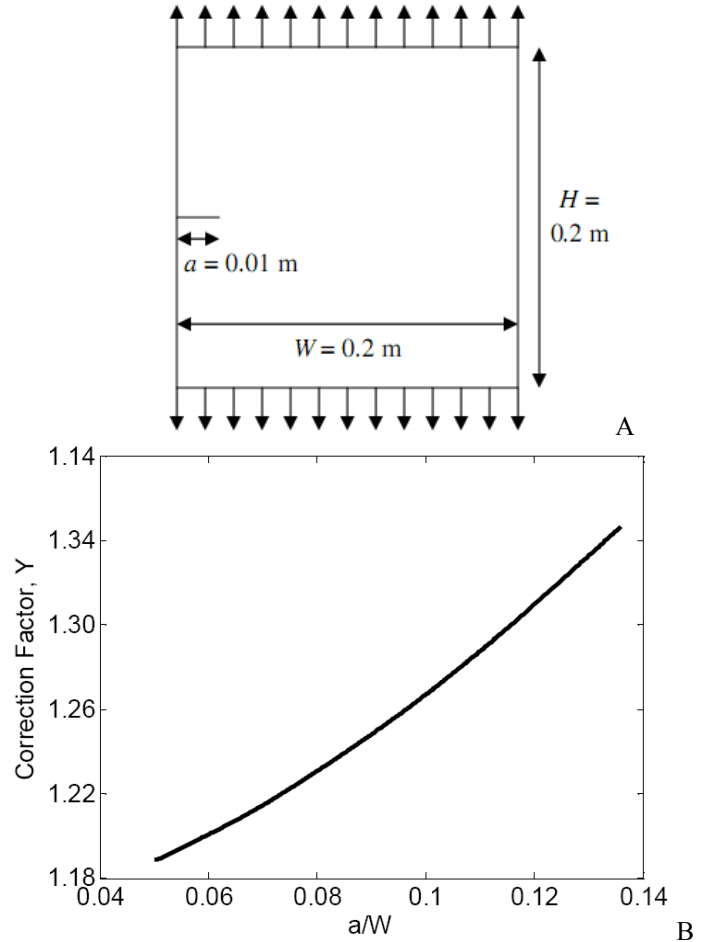 H =
0.2 m
a = 0.01 m
W = 0.2 m
A
1.14
1.34
1.30
1.26
1.22
1.18
Correction Factor, Y
0.04 0.06 0.08 0.1 0.12 0.14
a/W
B